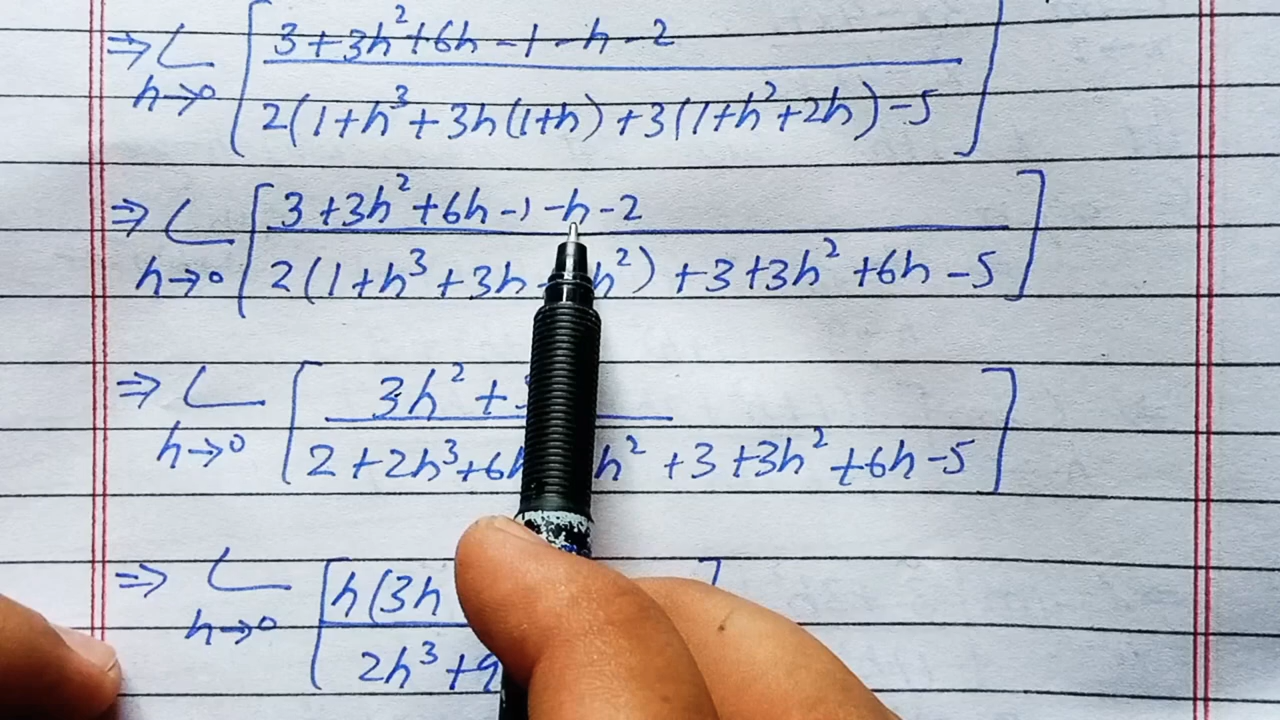 ⇒ L [ 3 + 3h² + 6h - 1 - h - 2
h→0 2(1+h³ + 3h(1+h) + 3(1+h²+2h) - 5 ]
⇒ L [ 3 + 3h² + 6h - 1 - h - 2 ]
h→0 2(1+h³ + 3h h²) + 3 + 3h² + 6h - 5
⇒ L [ 3h² + ]
h→0 2 + 2h³ + 6h h² + 3 + 3h² + 6h - 5
⇒ L [ h(3h ]
h→0 2h³ + 9